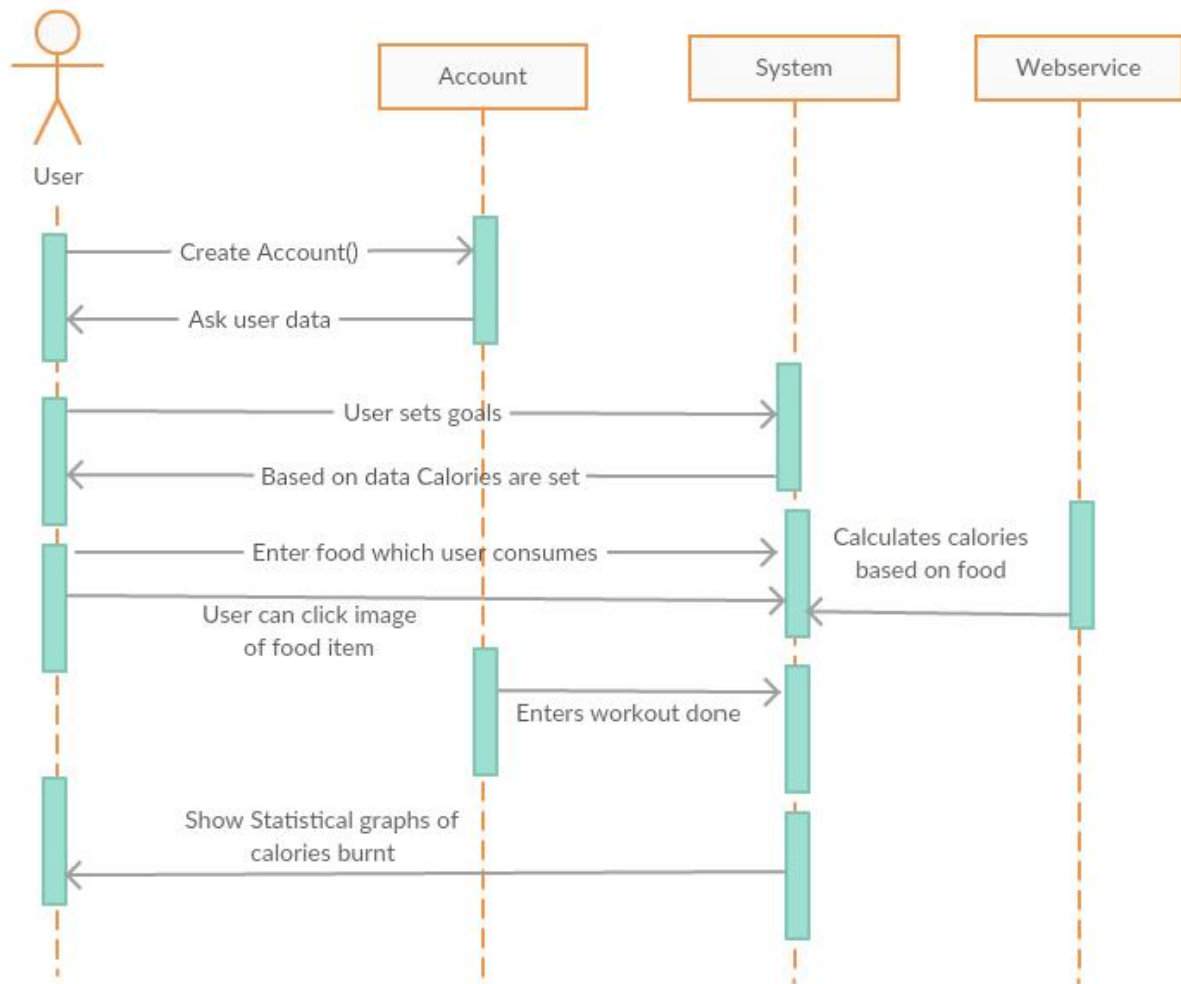 Account
System
Webservice
User
Create Account()
Ask user data
User sets goals
Based on data Calories are set
Enter food which user consumes
Calculates calories
based on food
User can click image
of food item
Enters workout done
Show Statistical graphs of
calories burnt